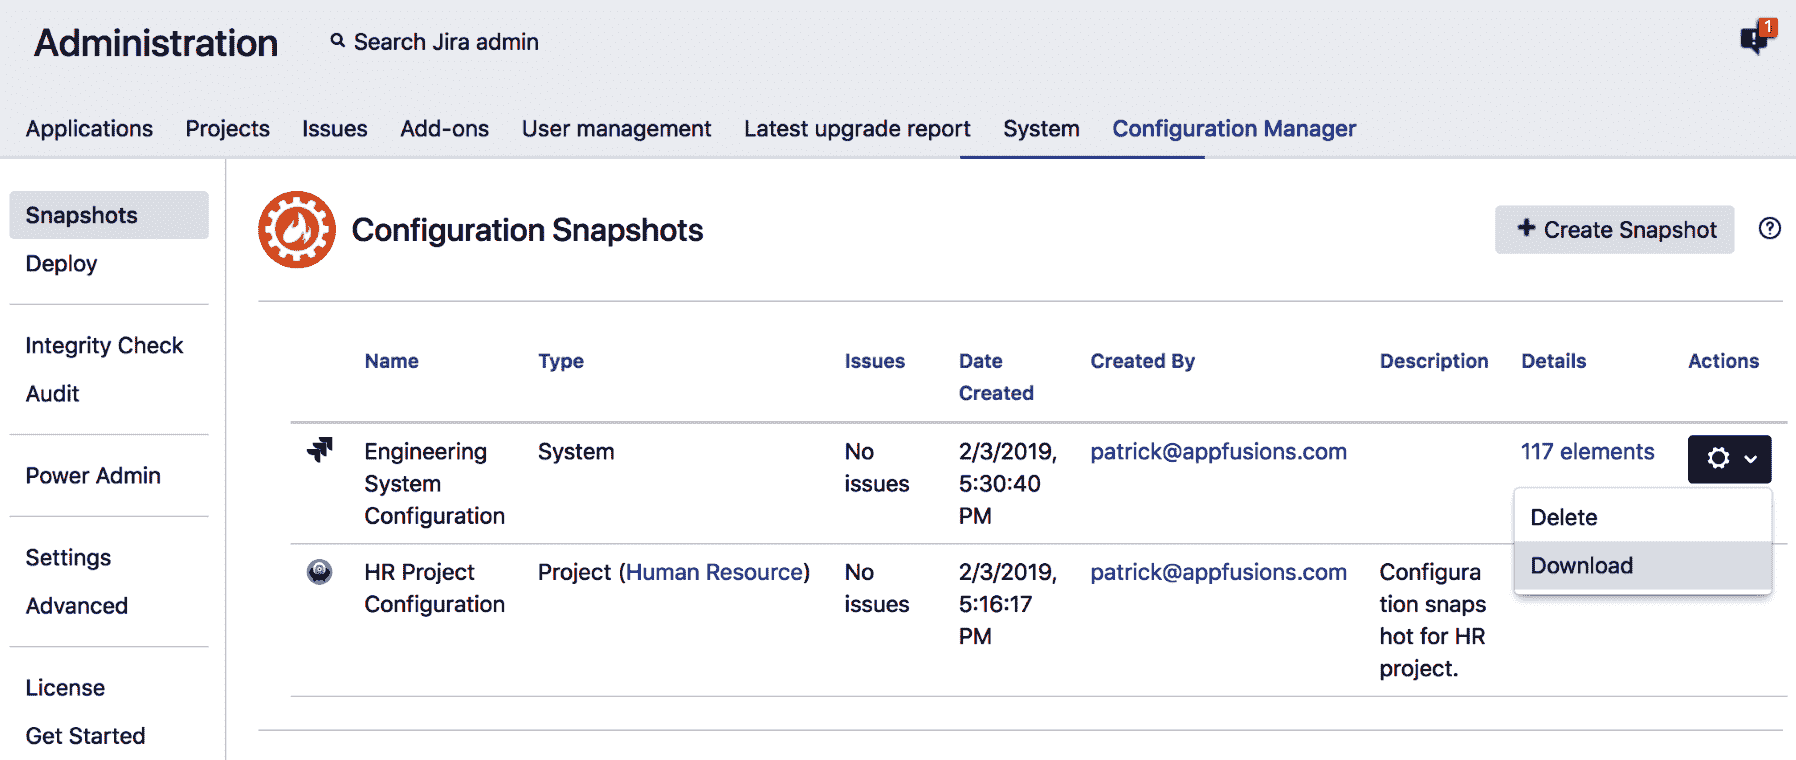 Administration
Search Jira admin
1
Applications Projects Issues Add-ons User management Latest upgrade report System Configuration Manager
Snapshots
Deploy
Integrity Check
Audit
Power Admin
Settings
Advanced
License
Get Started
Configuration Snapshots
+ Create Snapshot
?
Name Type Issues Date Created By Description Details Actions
Created
Engineering System No 2/3/2019, patrick@appfusions.com 117 elements
System issues 5:30:40
Configuration PM
Delete
Download
HR Project Project (Human Resource) No 2/3/2019, patrick@appfusions.com Configura
Configuration issues 5:16:17 tion snaps
PM hot for HR
project.